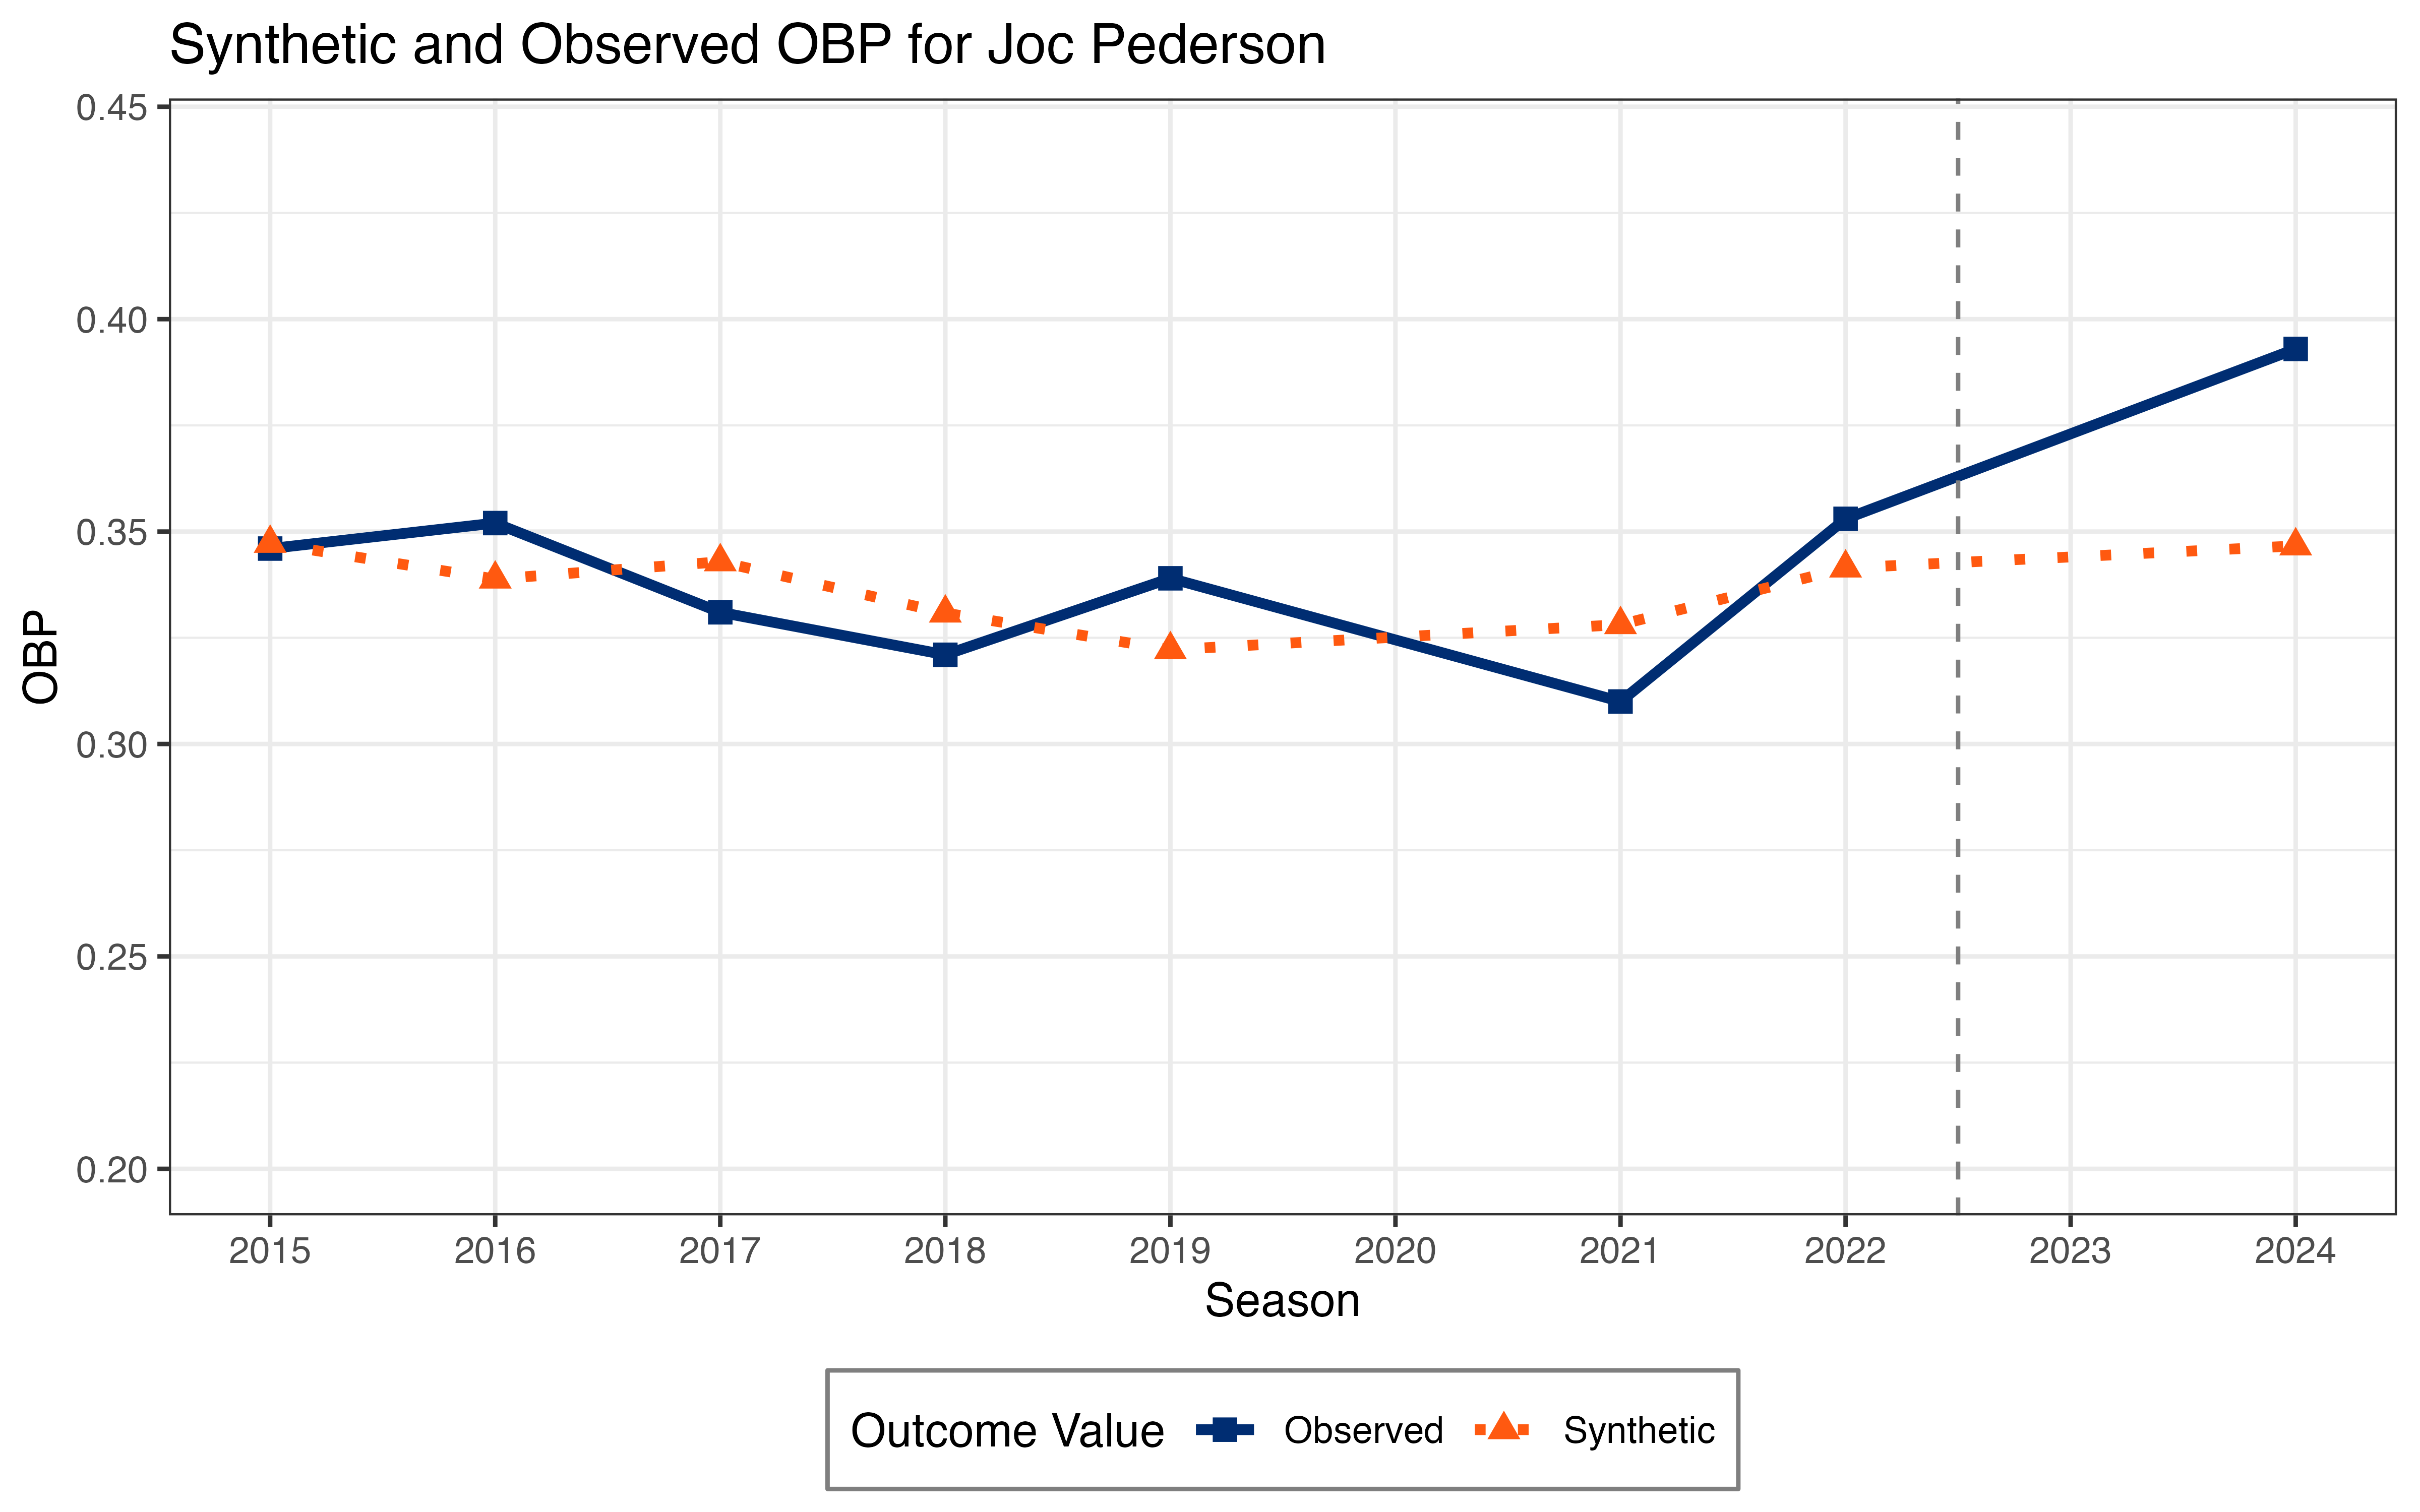 Synthetic and Observed OBP for Joc Pederson
0.45
0.40
0.35
0.30
0.25
0.20
OBP
2015 2016 2017 2018 2019 2020 2021 2022 2023 2024
Season
Outcome Value Observed Synthetic